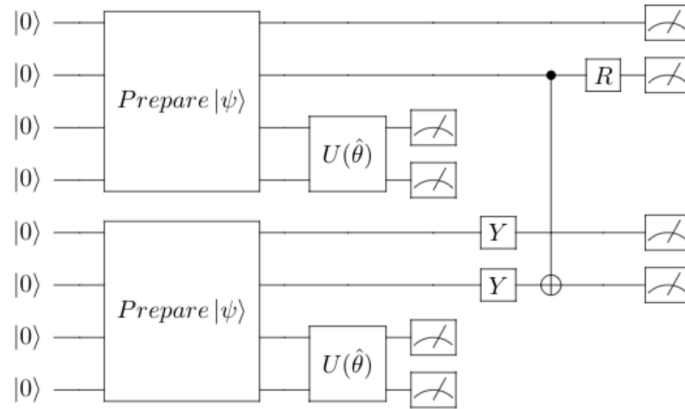 |0⟩
|0⟩ R
Prepare |ψ⟩
|0⟩
U(θ̂)
|0⟩
|0⟩ Y
|0⟩ Y
Prepare |ψ⟩
|0⟩
U(θ̂)
|0⟩